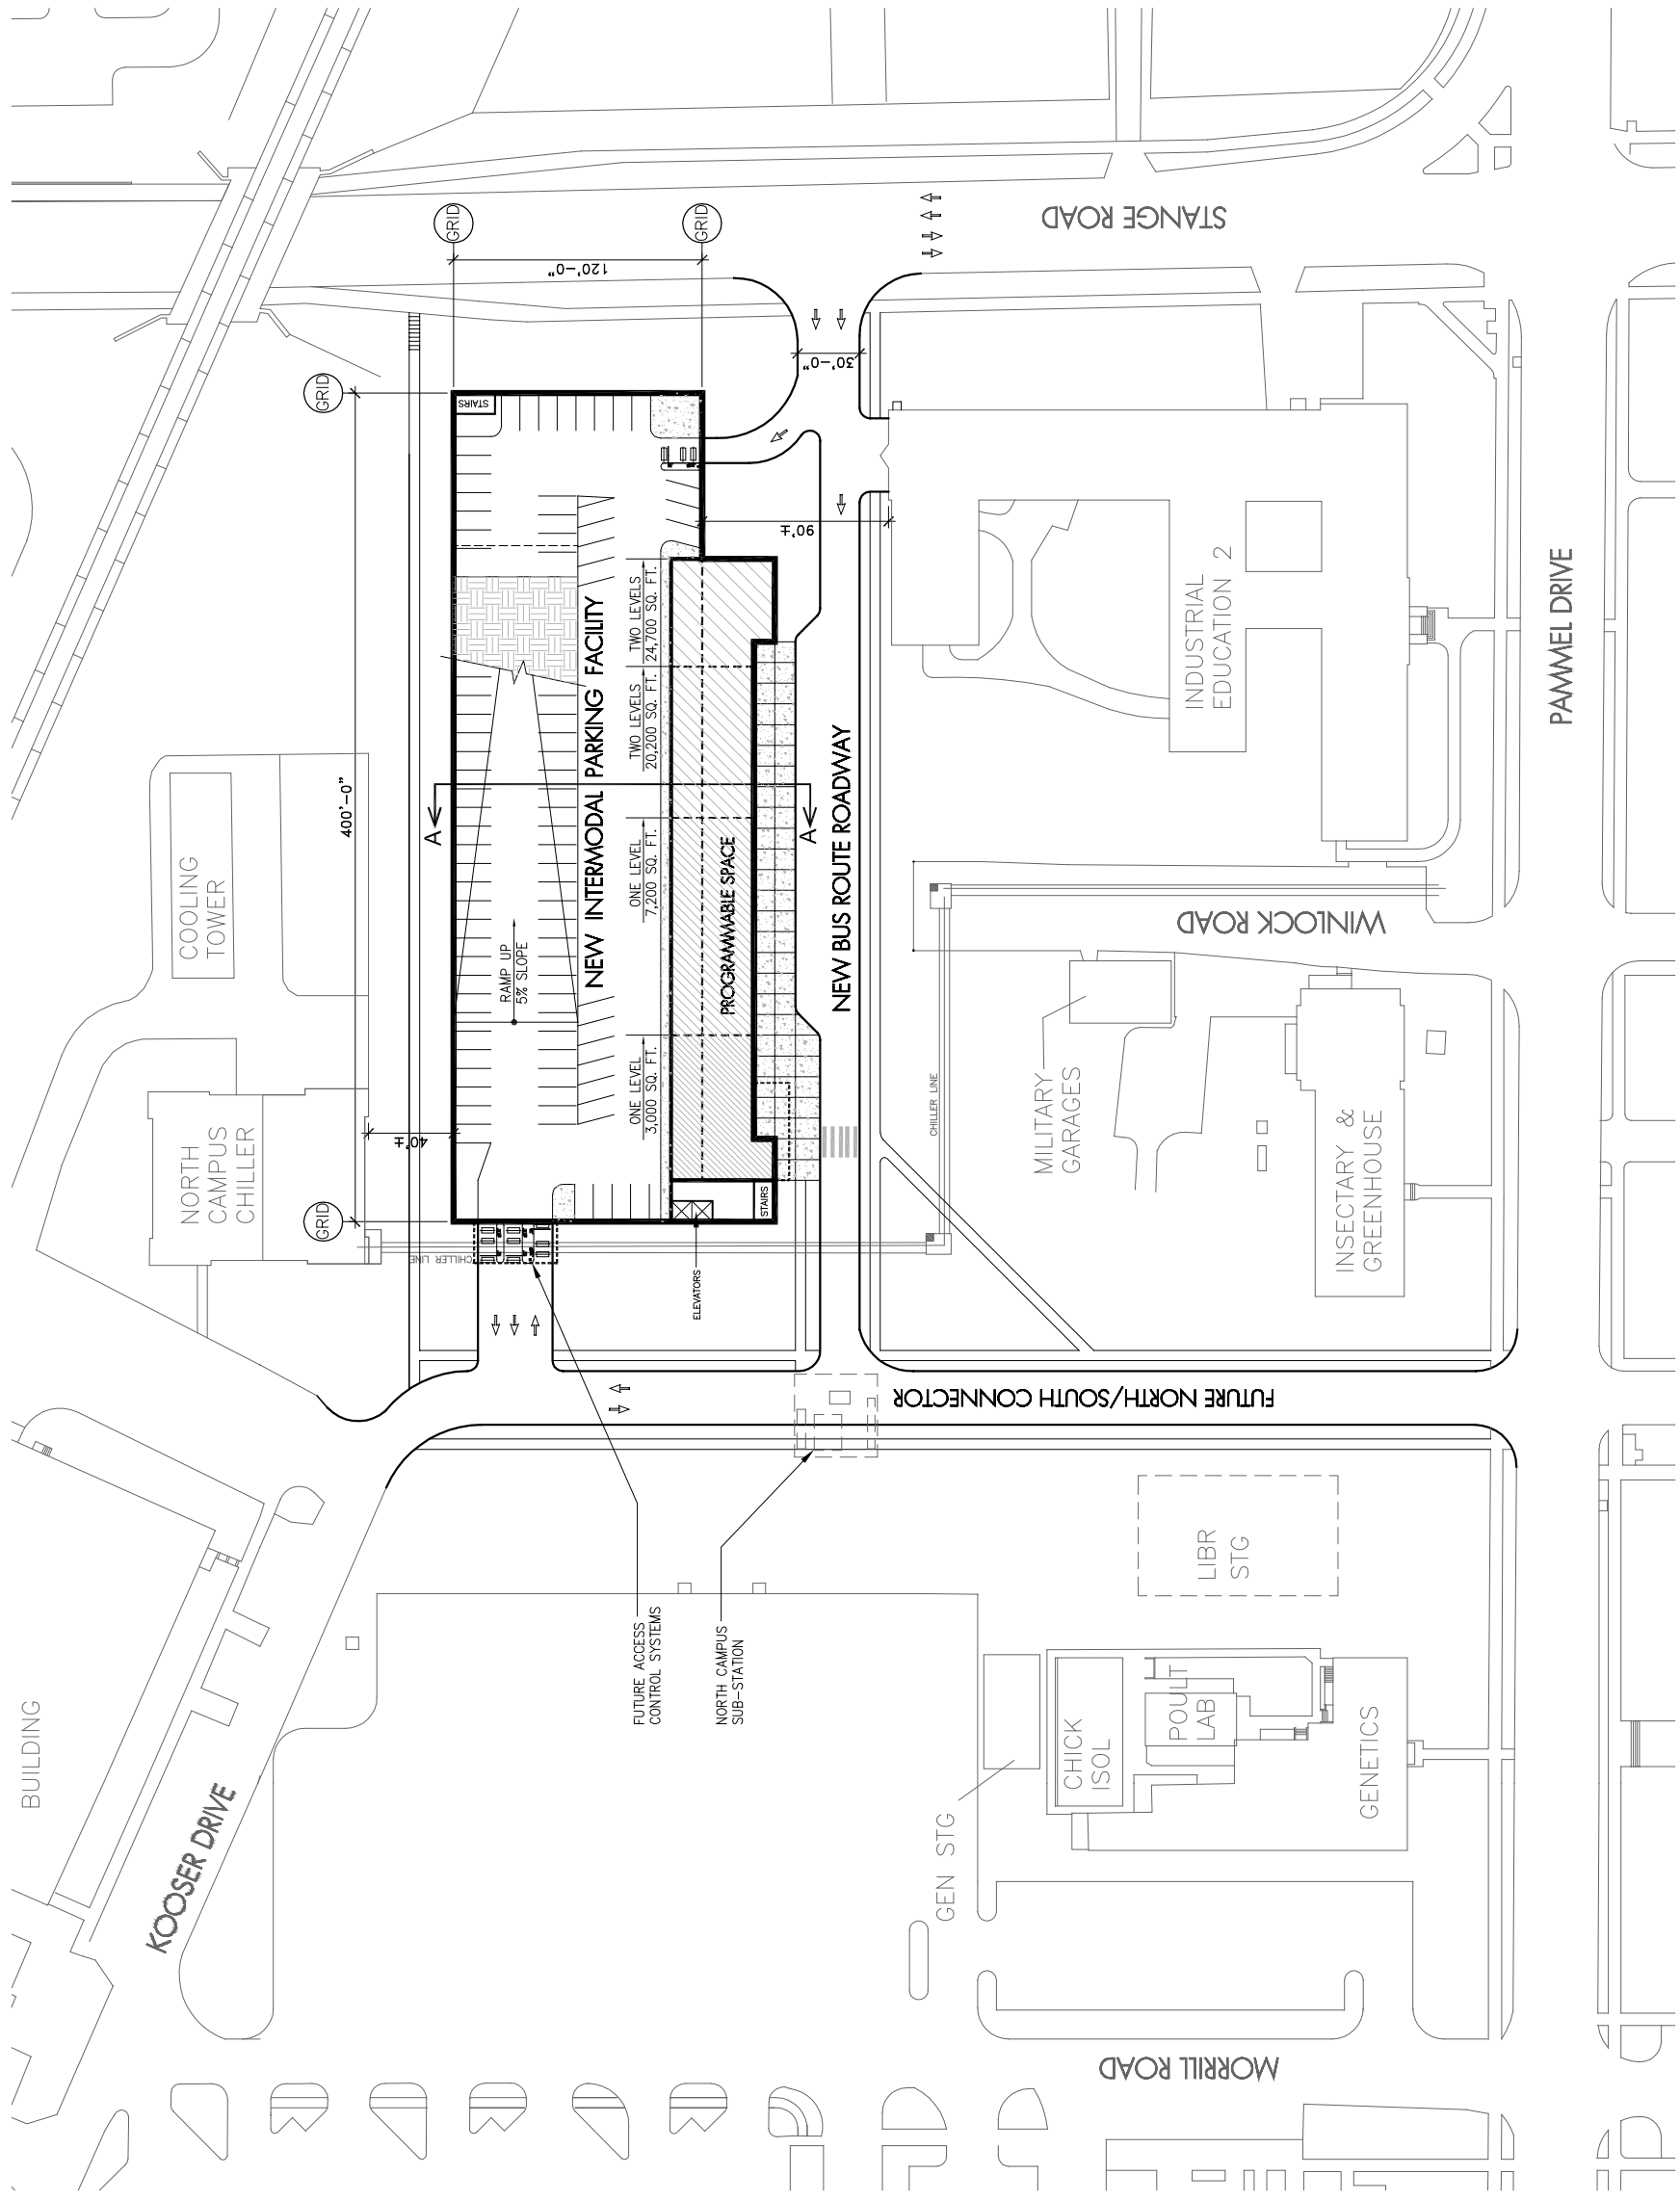 BUILDING
KOOSER DRIVE
NORTH
CAMPUS
CHILLER
COOLING
TOWER
400'-0"
GRID
GRID
40'±
CHILLER LINE
GRID
GRID
120'-0"
STANGE ROAD
STAIRS
30'-0"
90'±
A
A
RAMP UP
5% SLOPE
NEW INTERMODAL PARKING FACILITY
ONE LEVEL
3,000 SQ. FT.
ONE LEVEL
7,200 SQ. FT.
TWO LEVELS
20,200 SQ. FT.
TWO LEVELS
24,700 SQ. FT.
PROGRAMMABLE SPACE
STAIRS
ELEVATORS
NEW BUS ROUTE ROADWAY
FUTURE ACCESS
CONTROL SYSTEMS
NORTH CAMPUS
SUB-STATION
FUTURE NORTH/SOUTH CONNECTOR
CHILLER LINE
MILITARY
GARAGES
WINLOCK ROAD
INDUSTRIAL
EDUCATION 2
INSECTARY &
GREENHOUSE
GEN STG
CHICK
ISOL
POULT
LAB
LIBR
STG
GENETICS
MORRILL ROAD
PAMMEL DRIVE